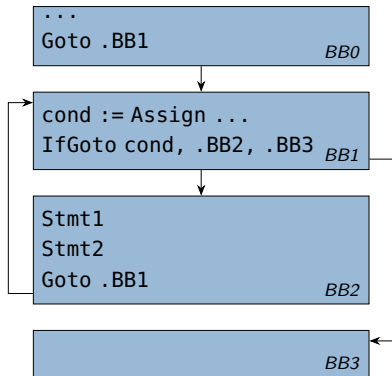 ...
Goto .BB1
BB0
cond := Assign ...
IfGoto cond, .BB2, .BB3
BB1
Stmt1
Stmt2
Goto .BB1
BB2
BB3